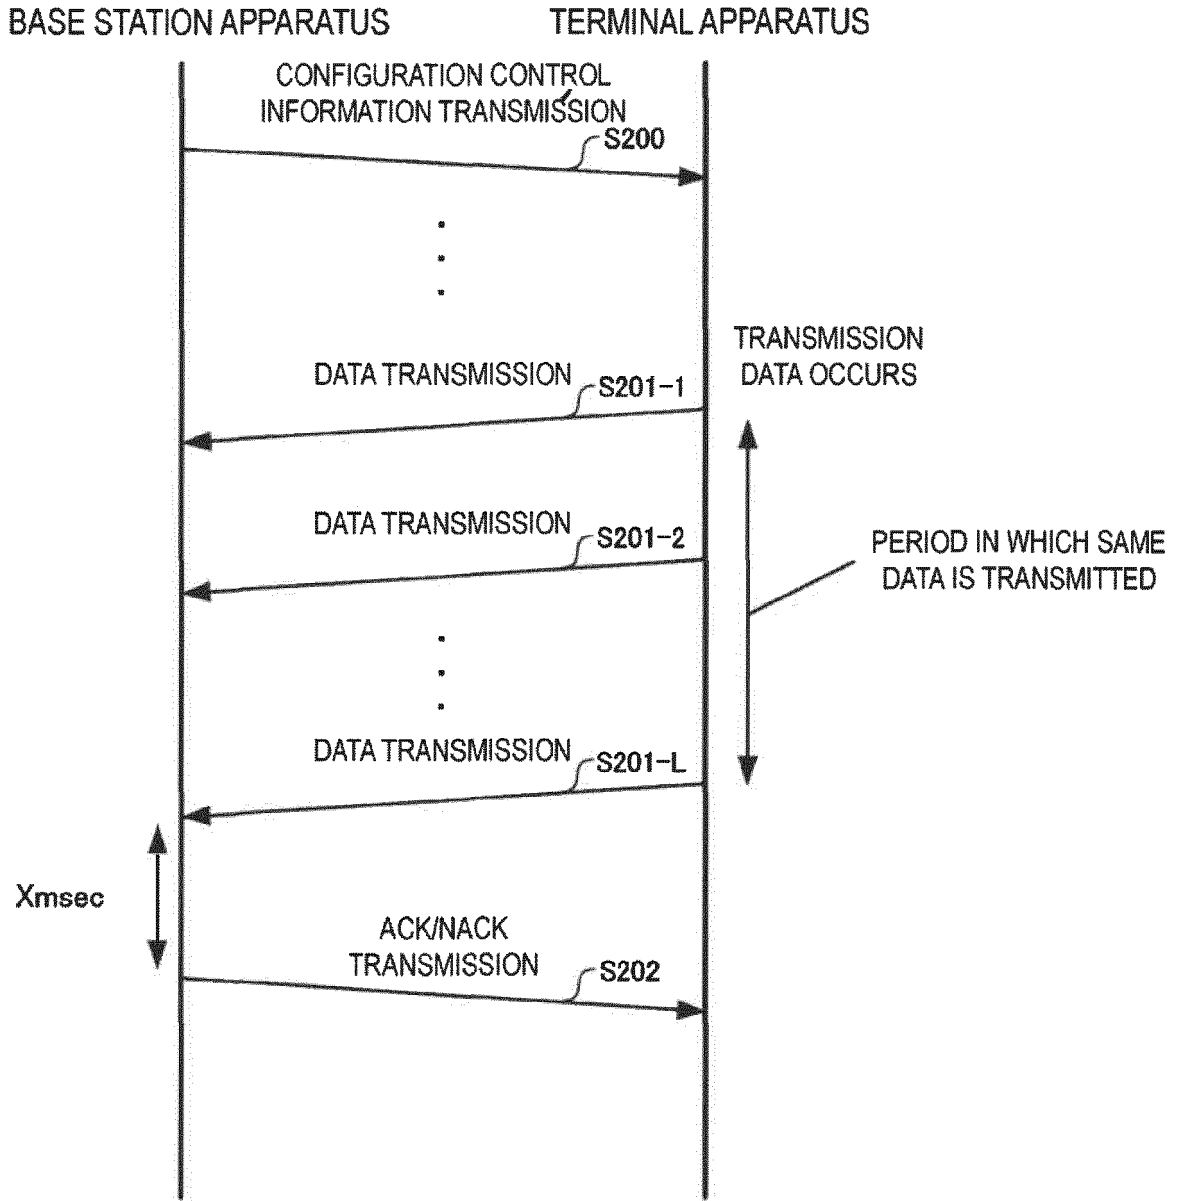 BASE STATION APPARATUS
TERMINAL APPARATUS
CONFIGURATION CONTROL
INFORMATION TRANSMISSION
S200
TRANSMISSION
DATA OCCURS
DATA TRANSMISSION
S201-1
DATA TRANSMISSION
S201-2
PERIOD IN WHICH SAME
DATA IS TRANSMITTED
DATA TRANSMISSION
S201-L
Xmsec
ACK/NACK
TRANSMISSION
S202